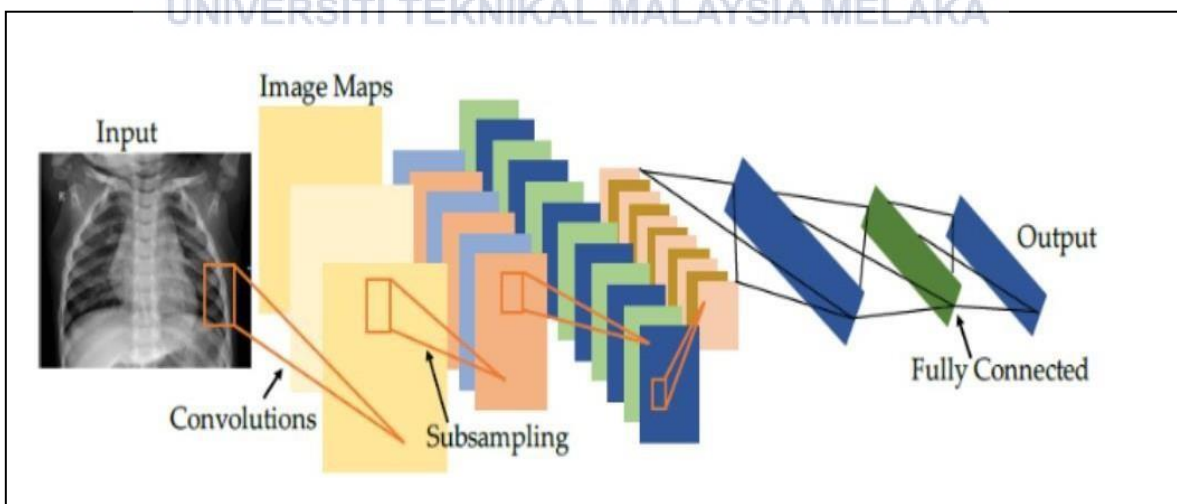 UNIVERSITI TEKNIKAL MALAYSIA MELAKA
Image Maps
Input
Output
Fully Connected
Convolutions
Subsampling